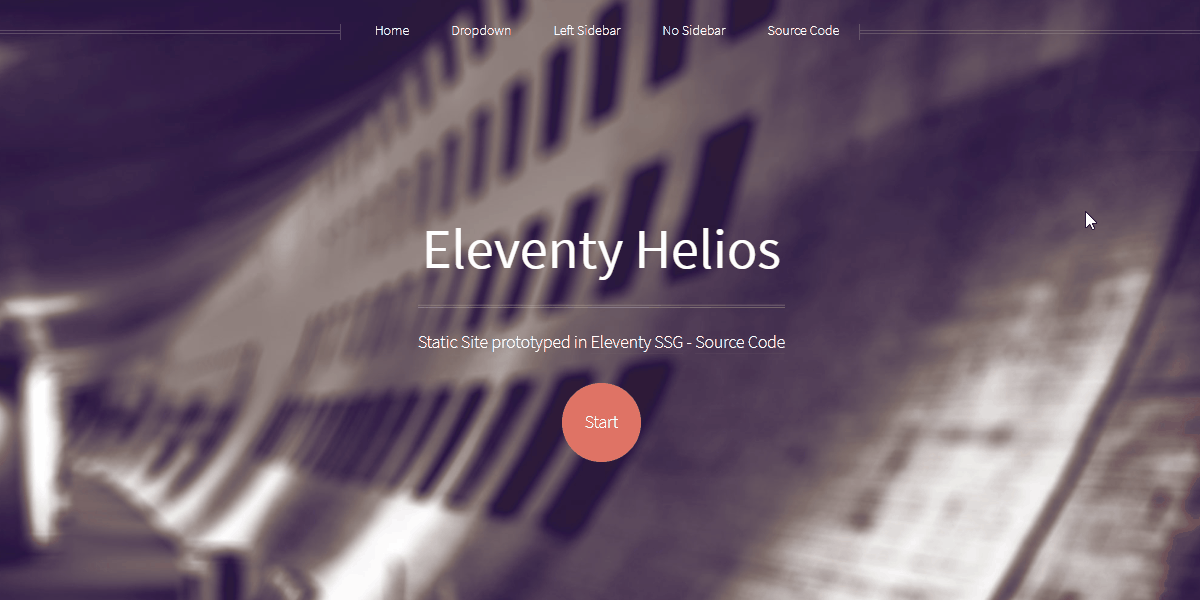 Home Dropdown Left Sidebar No Sidebar Source Code
Eleventy Helios
Static Site prototyped in Eleventy SSG - Source Code
Start